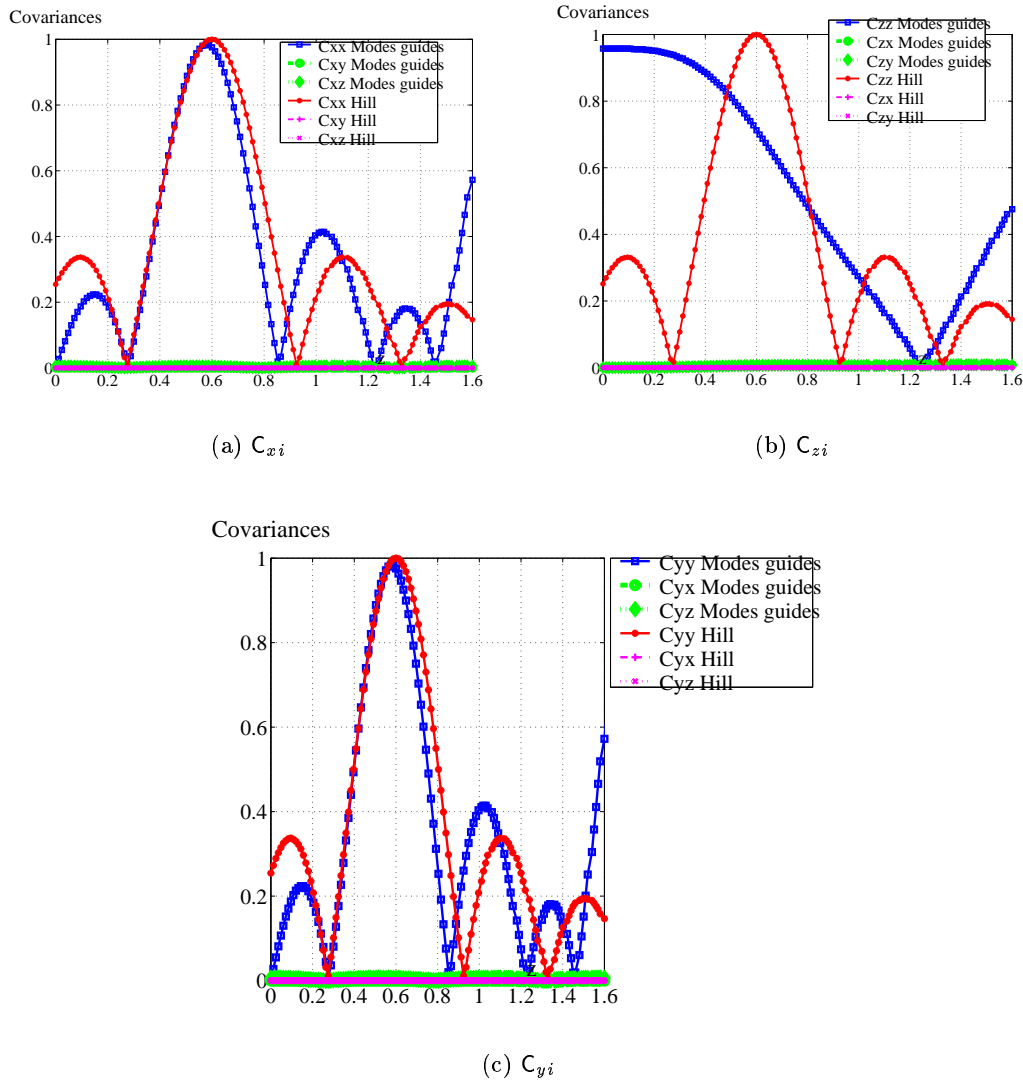 Covariances
1
0.8
0.6
0.4
0.2
0
0 0.2 0.4 0.6 0.8 1 1.2 1.4 1.6
z
Cxx Modes guides
Cxy Modes guides
Cxz Modes guides
Cxx Hill
Cxy Hill
Cxz Hill
(a) C_{xi}
Covariances
1
0.8
0.6
0.4
0.2
0
0 0.2 0.4 0.6 0.8 1 1.2 1.4 1.6
z
Czz Modes guides
Czx Modes guides
Czy Modes guides
Czz Hill
Czx Hill
Czy Hill
(b) C_{zi}
Covariances
1
0.8
0.6
0.4
0.2
0
0 0.2 0.4 0.6 0.8 1 1.2 1.4 1.6
z
Cyy Modes guides
Cyx Modes guides
Cyz Modes guides
Cyy Hill
Cyx Hill
Cyz Hill
(c) C_{yi}